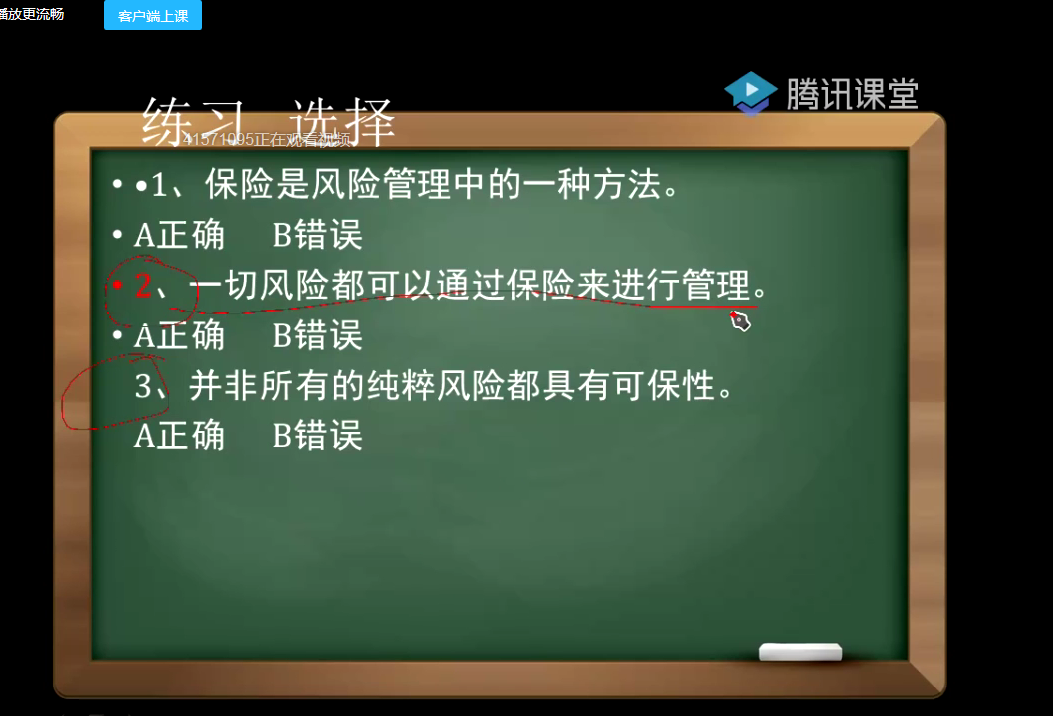 播放更流畅
客户端上课
腾讯课堂
练习 选择
41571095正在观看视频
• •1、保险是风险管理中的一种方法。
• A正确 B错误
• 2、一切风险都可以通过保险来进行管理。
• A正确 B错误
3、并非所有的纯粹风险都具有可保性。
A正确 B错误